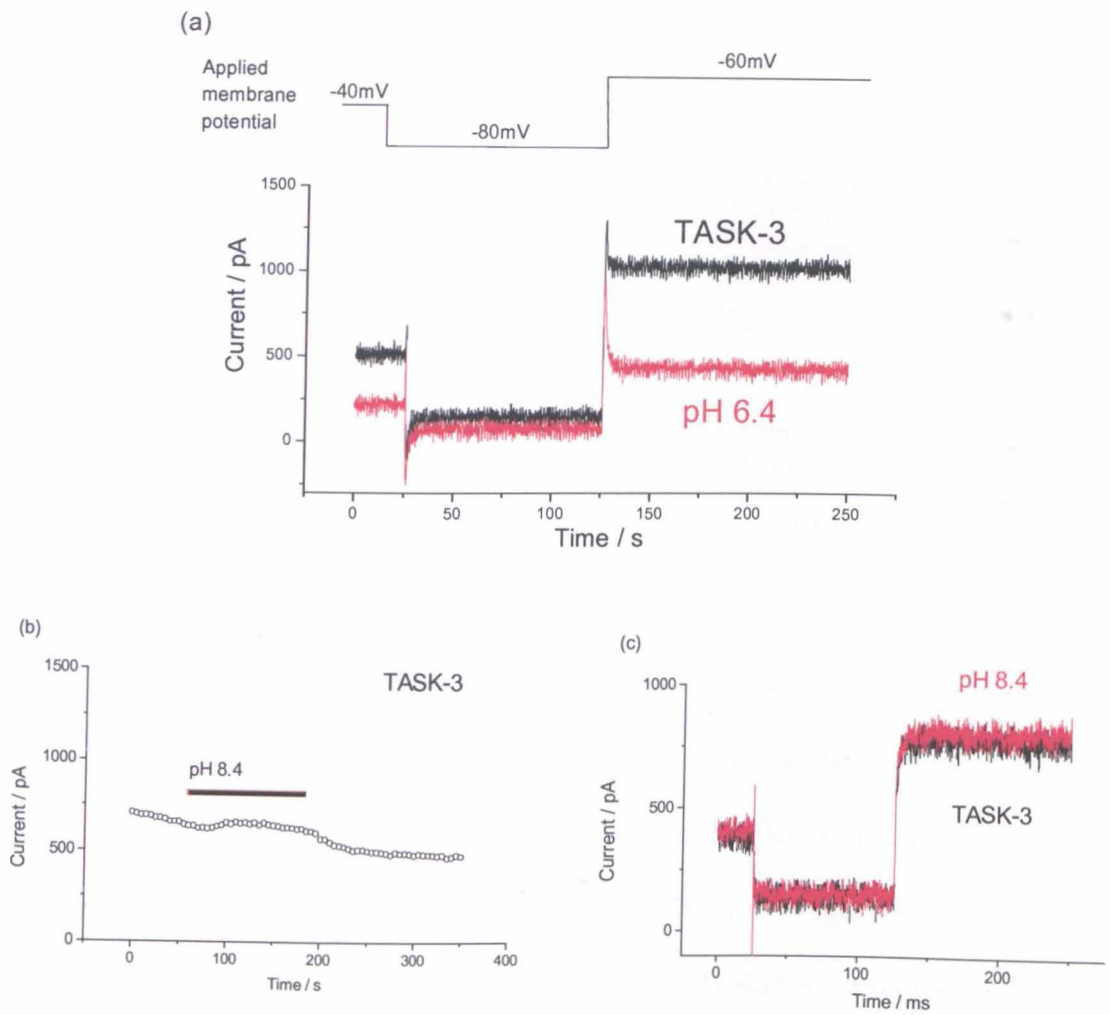 (a)
Applied
membrane
potential
-40mV
-80mV
-60mV
1500
1000
500
0
Current / pA
TASK-3
pH 6.4
0 50 100 150 200 250
Time / s
(b)
1500
1000
500
0
Current / pA
TASK-3
pH 8.4
0 100 200 300 400
Time / s
(c)
1000
500
0
Current / pA
pH 8.4
TASK-3
0 100 200
Time / ms